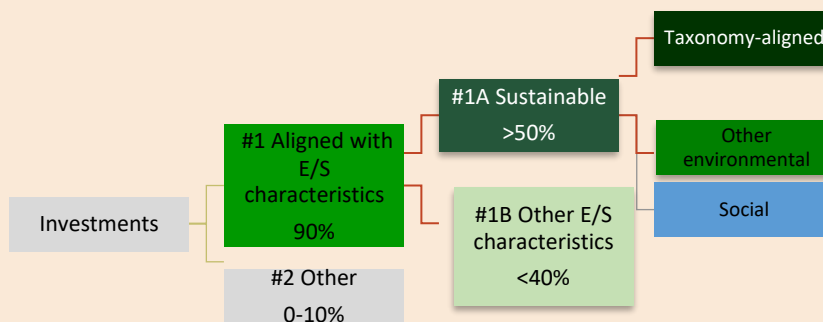 Investments
#1 Aligned with
E/S
characteristics
90%
#2 Other
0-10%
#1A Sustainable
>50%
#1B Other E/S
characteristics
<40%
Taxonomy-aligned
Other
environmental
Social